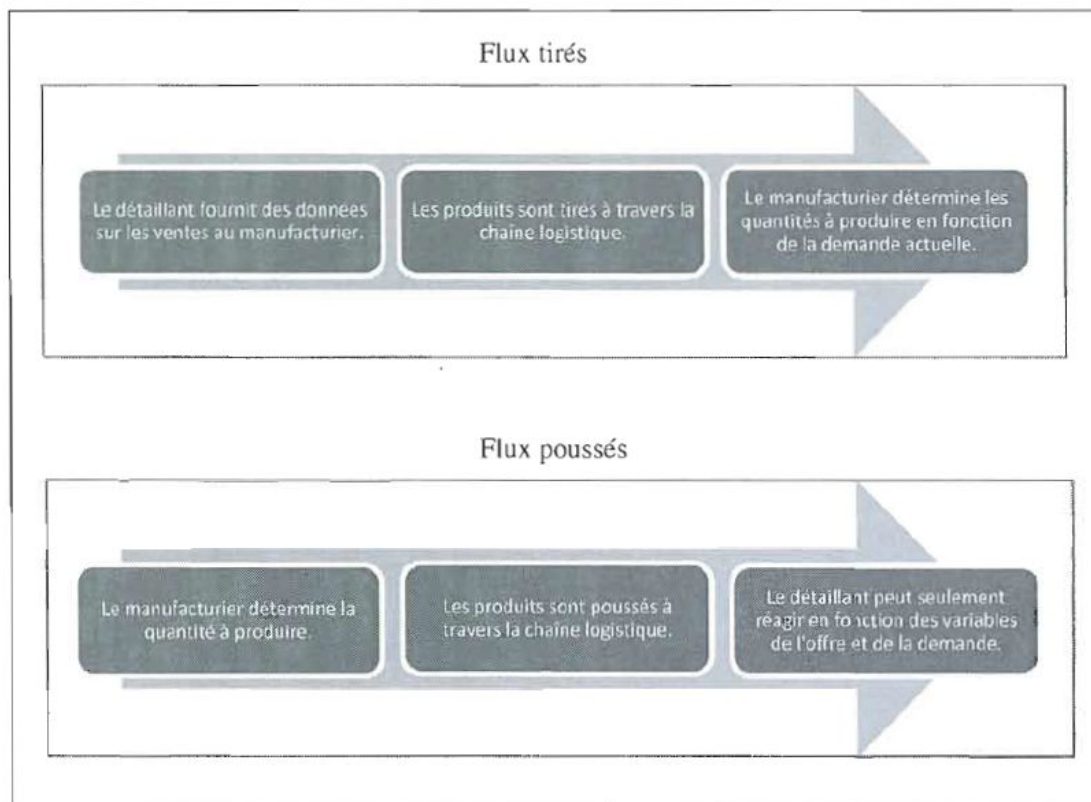 Flux tirés
Le détaillant fournit des données
sur les ventes au manufacturier.
Les produits sont tirés à travers la
chaîne logistique.
Le manufacturier détermine les
quantités à produire en fonction
de la demande actuelle.
Flux poussés
Le manufacturier détermine la
quantité à produire.
Les produits sont poussés à
travers la chaîne logistique.
Le détaillant peut seulement
réagir en fonction des variables
de l'offre et de la demande.